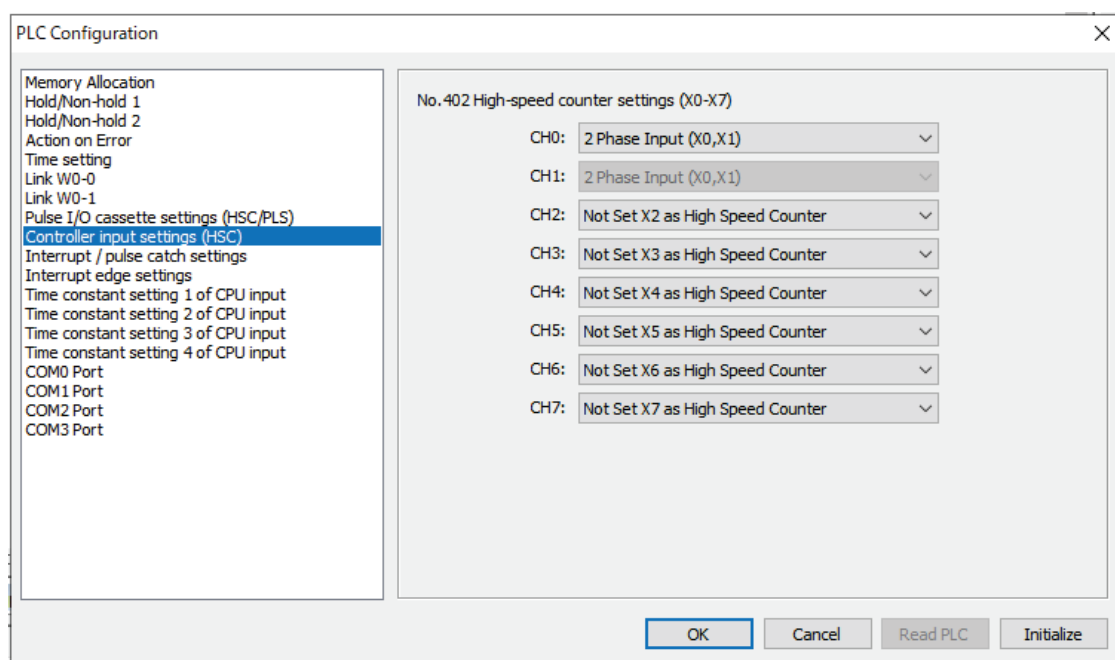 PLC Configuration
Memory Allocation
Hold/Non-hold 1
Hold/Non-hold 2
Action on Error
Time setting
Link W0-0
Link W0-1
Pulse I/O cassette settings (HSC/PLS)
Controller input settings (HSC)
Interrupt / pulse catch settings
Interrupt edge settings
Time constant setting 1 of CPU input
Time constant setting 2 of CPU input
Time constant setting 3 of CPU input
Time constant setting 4 of CPU input
COM0 Port
COM1 Port
COM2 Port
COM3 Port
No.402 High-speed counter settings (X0-X7)
CH0: 2 Phase Input (X0,X1)
CH1: 2 Phase Input (X0,X1)
CH2: Not Set X2 as High Speed Counter
CH3: Not Set X3 as High Speed Counter
CH4: Not Set X4 as High Speed Counter
CH5: Not Set X5 as High Speed Counter
CH6: Not Set X6 as High Speed Counter
CH7: Not Set X7 as High Speed Counter
OK Cancel Read PLC Initialize